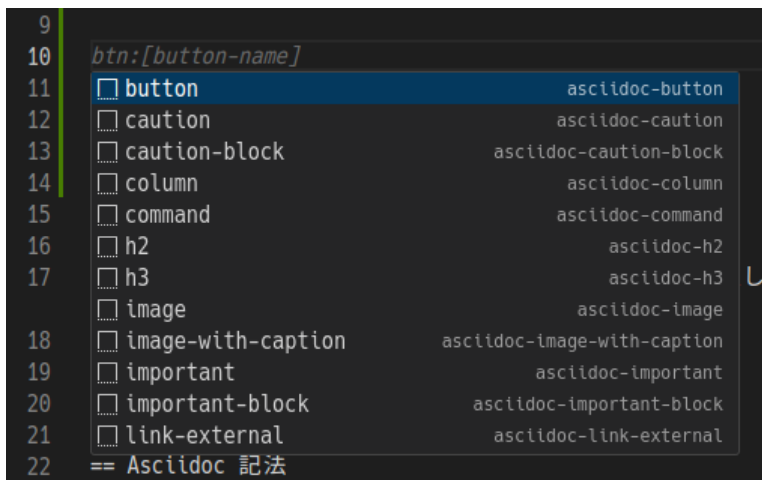 9
10 btn:[button-name]
11 button asciidoc-button
12 caution asciidoc-caution
13 caution-block asciidoc-caution-block
14 column asciidoc-column
15 command asciidoc-command
16 h2 asciidoc-h2
17 h3 asciidoc-h3 し
image asciidoc-image
18 image-with-caption asciidoc-image-with-caption
19 important asciidoc-important
20 important-block asciidoc-important-block
21 link-external asciidoc-link-external
22 == Asciidoc 記法